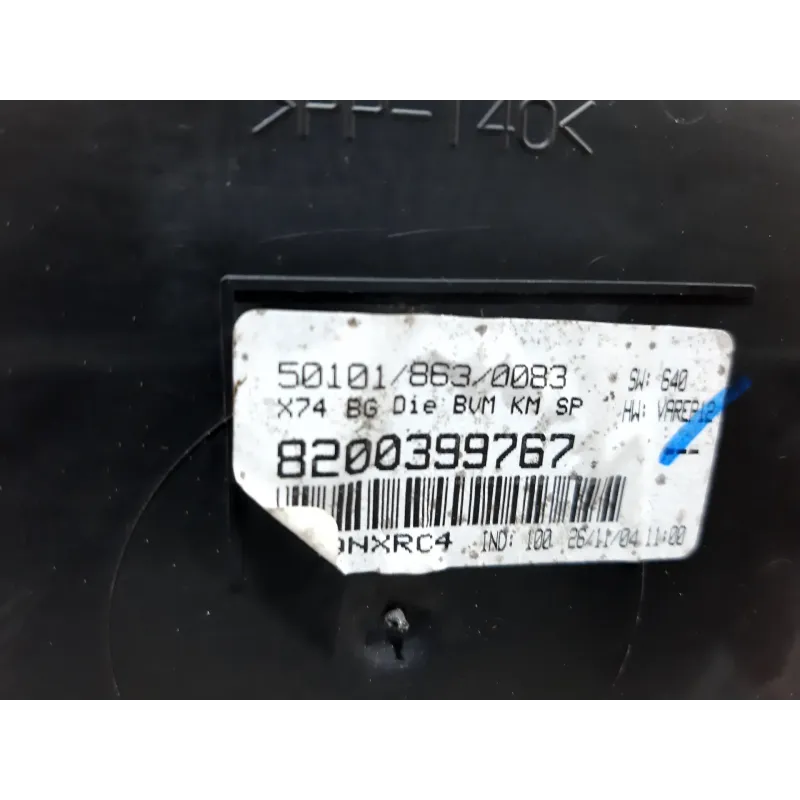 >PP-T40<
50101/863/0083 SW: 640
X74 BG Die BVM KM SP HW: VAREP12
8200399767 ---
NXRC4 IND: 100 26/11/04 11:00